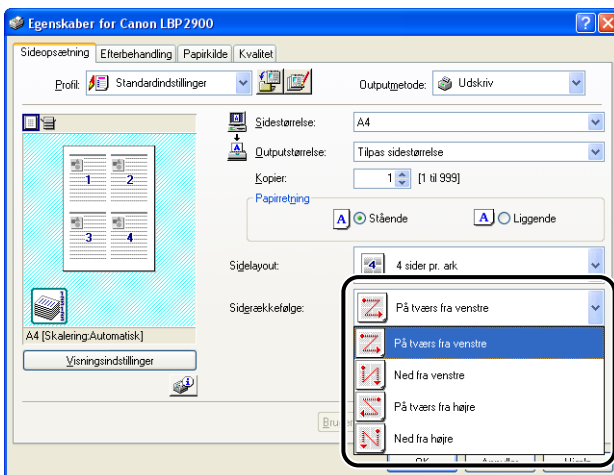 Egenskaber for Canon LBP2900
Sideopsætning Efterbehandling Papirkilde Kvalitet
Profil: Standardindstillinger Outputmetode: Udskriv
Sidestørrelse: A4
Outputstørrelse: Tilpas sidestørrelse
Kopier: 1 [1 til 999]
Papirretning
A Stående A Liggende
1 2
3 4
Sidelayout: 4 4 sider pr. ark
Siderækkefølge: På tværs fra venstre
A4 [Skalering:Automatisk]
Visningsindstillinger
På tværs fra venstre
Ned fra venstre
På tværs fra højre
Ned fra højre